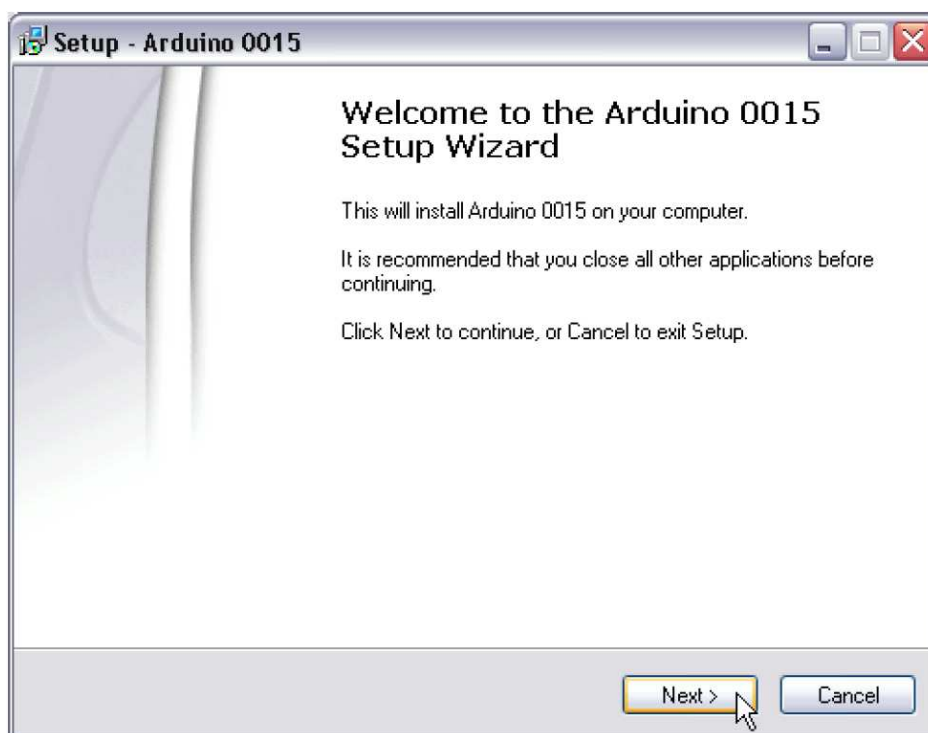 Setup - Arduino 0015
Welcome to the Arduino 0015
Setup Wizard
This will install Arduino 0015 on your computer.
It is recommended that you close all other applications before
continuing.
Click Next to continue, or Cancel to exit Setup.
Next >
Cancel